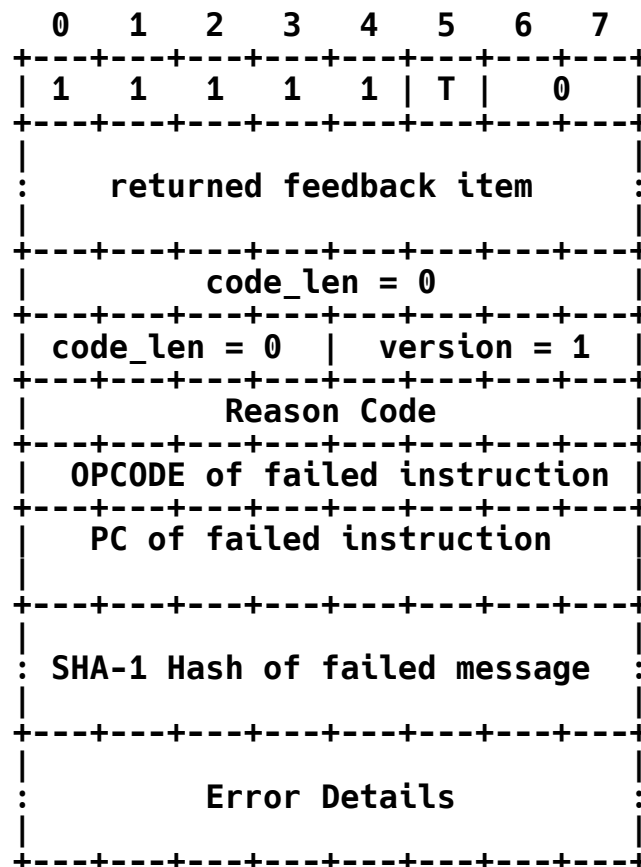 0   1   2   3   4   5   6   7
+---+---+---+---+---+---+---+---+
| 1   1   1   1   1 | T |   0   |
+---+---+---+---+---+---+---+---+
|                               |
:    returned feedback item     :
|                               |
+---+---+---+---+---+---+---+---+
|         code_len = 0          |
+---+---+---+---+---+---+---+---+
| code_len = 0  |  version = 1  |
+---+---+---+---+---+---+---+---+
|          Reason Code          |
+---+---+---+---+---+---+---+---+
|  OPCODE of failed instruction |
+---+---+---+---+---+---+---+---+
|   PC of failed instruction    |
|                               |
+---+---+---+---+---+---+---+---+
|                               |
: SHA-1 Hash of failed message  :
|                               |
+---+---+---+---+---+---+---+---+
|                               |
:         Error Details         :
|                               |
+---+---+---+---+---+---+---+---+